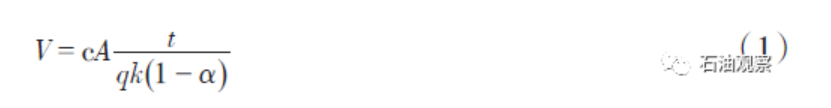 V = cA t / qk(1 − α) (1)
石油观察